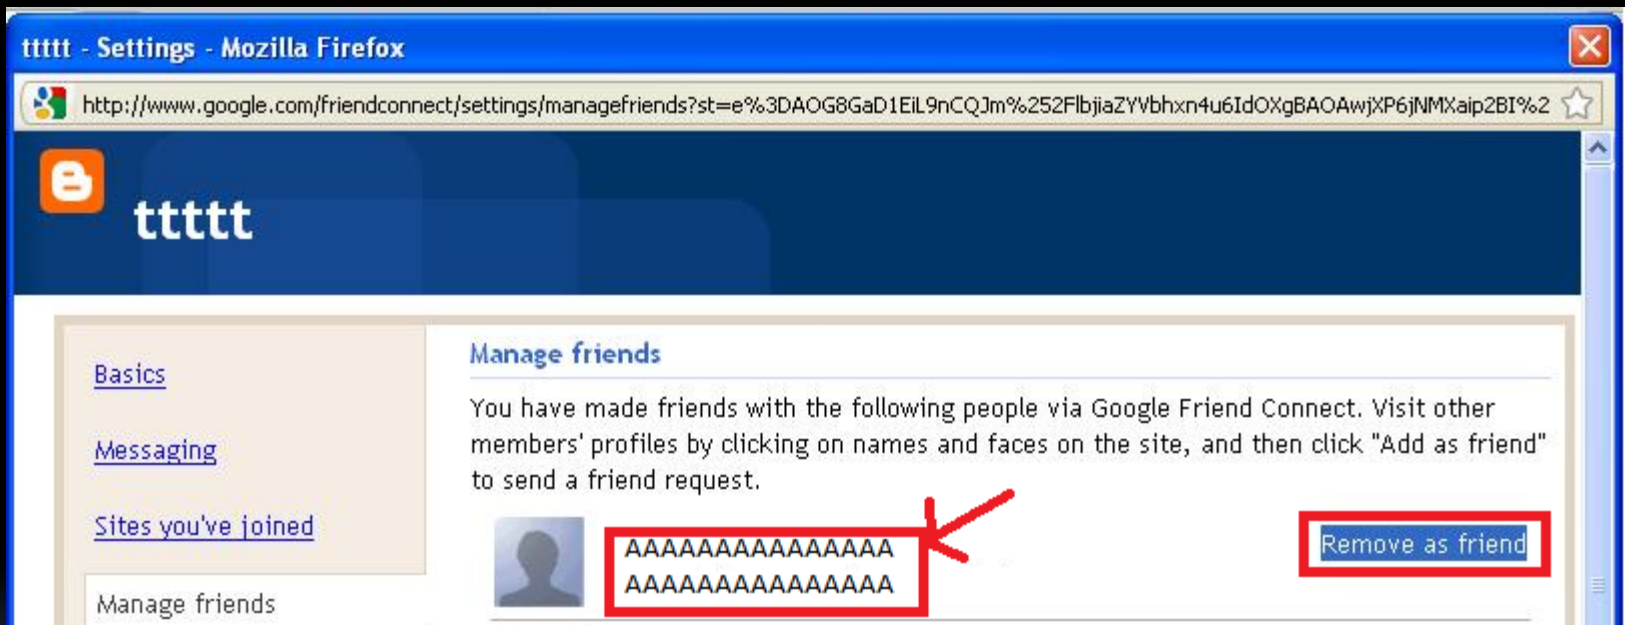 ttttt - Settings - Mozilla Firefox
http://www.google.com/friendconnect/settings/managefriends?st=e%3DAOG8GaD1EiL9nCQJm%252FlbjiaZYVbhxn4u6IdOXgBAOAwjXP6jNMXaip2BI%2
ttttt
Basics
Messaging
Sites you've joined
Manage friends
Manage friends
You have made friends with the following people via Google Friend Connect. Visit other
members' profiles by clicking on names and faces on the site, and then click "Add as friend"
to send a friend request.
AAAAAAAAAAAAAAA
AAAAAAAAAAAAAAA
Remove as friend